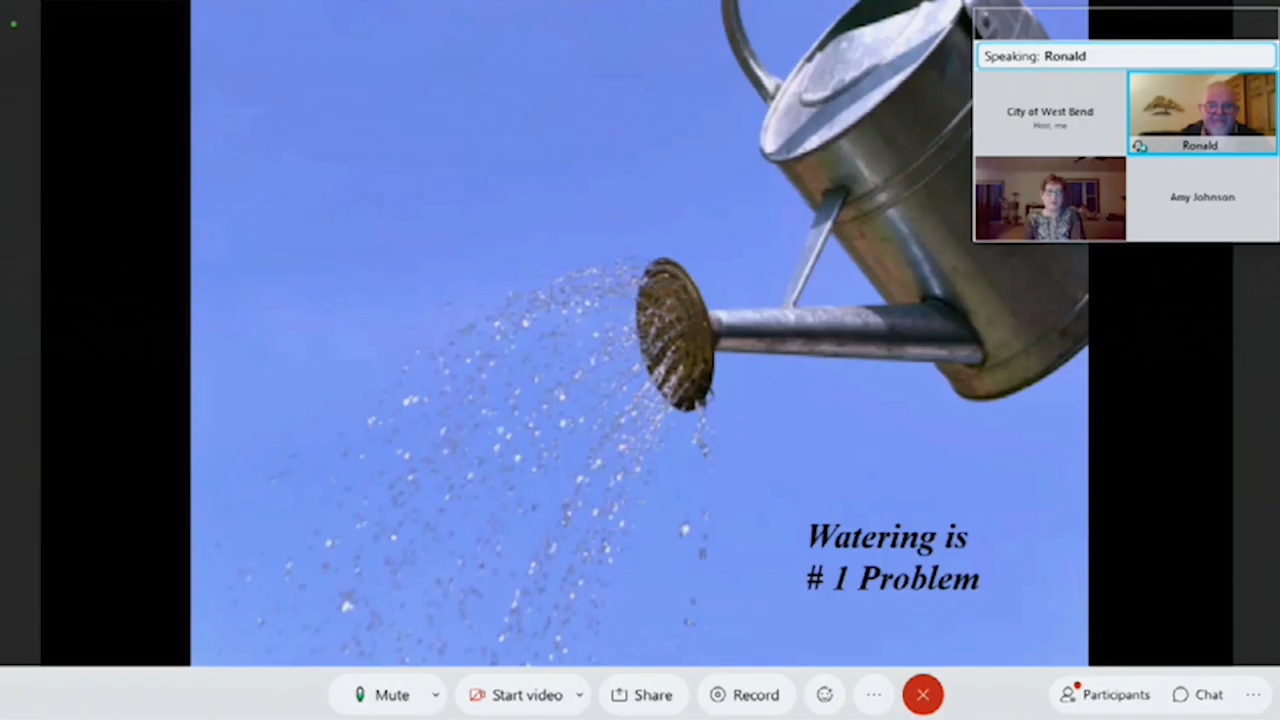 Speaking: Ronald
City of West Bend
Host, me
Ronald
Amy Johnson
Watering is
# 1 Problem
Mute
Start video
Share
Record
Participants
Chat